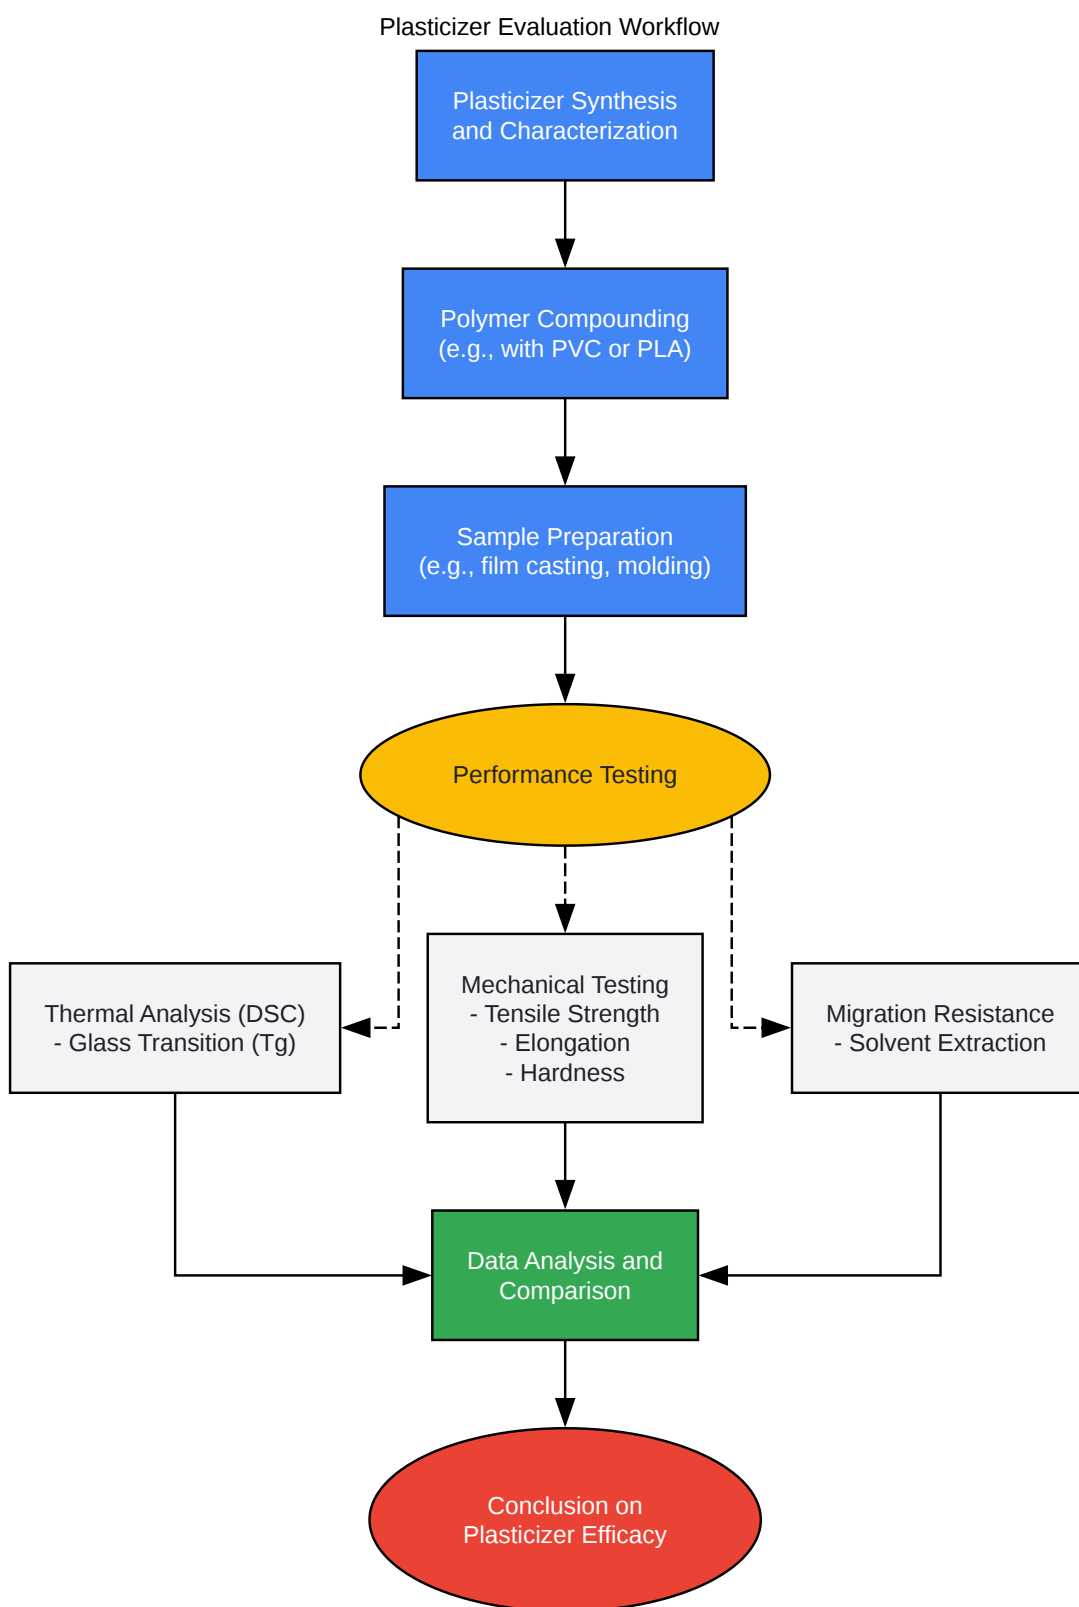 Plasticizer Evaluation Workflow
Plasticizer Synthesis
and Characterization
Polymer Compounding
(e.g., with PVC or PLA)
Sample Preparation
(e.g., film casting, molding)
Performance Testing
Thermal Analysis (DSC)
- Glass Transition (Tg)
Mechanical Testing
- Tensile Strength
- Elongation
- Hardness
Migration Resistance
- Solvent Extraction
Data Analysis and
Comparison
Conclusion on
Plasticizer Efficacy